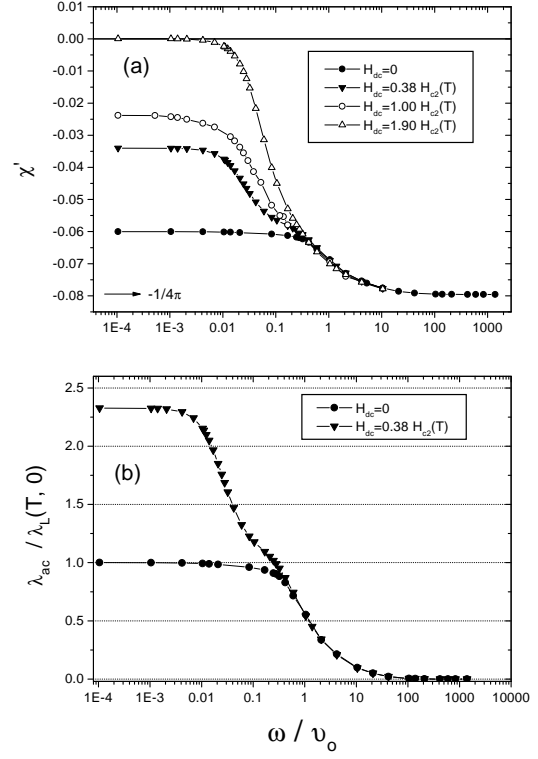 0.01
0.00
-0.01
-0.02
-0.03
-0.04
-0.05
-0.06
-0.07
-0.08
χ'
(a)
H_dc=0
H_dc=0.38 H_c2(T)
H_dc=1.00 H_c2(T)
H_dc=1.90 H_c2(T)
-1/4π
1E-4 1E-3 0.01 0.1 1 10 100 1000
2.5
2.0
1.5
1.0
0.5
0.0
λ_ac / λ_L(T, 0)
(b)
H_dc=0
H_dc=0.38 H_c2(T)
1E-4 1E-3 0.01 0.1 1 10 100 1000 10000
ω / υ_o